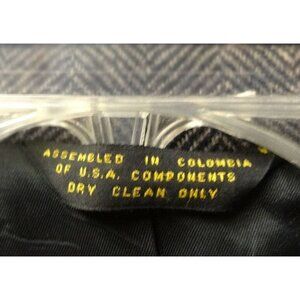 ASSEMBLED IN COLOMBIA
OF U.S.A. COMPONENTS
DRY CLEAN ONLY